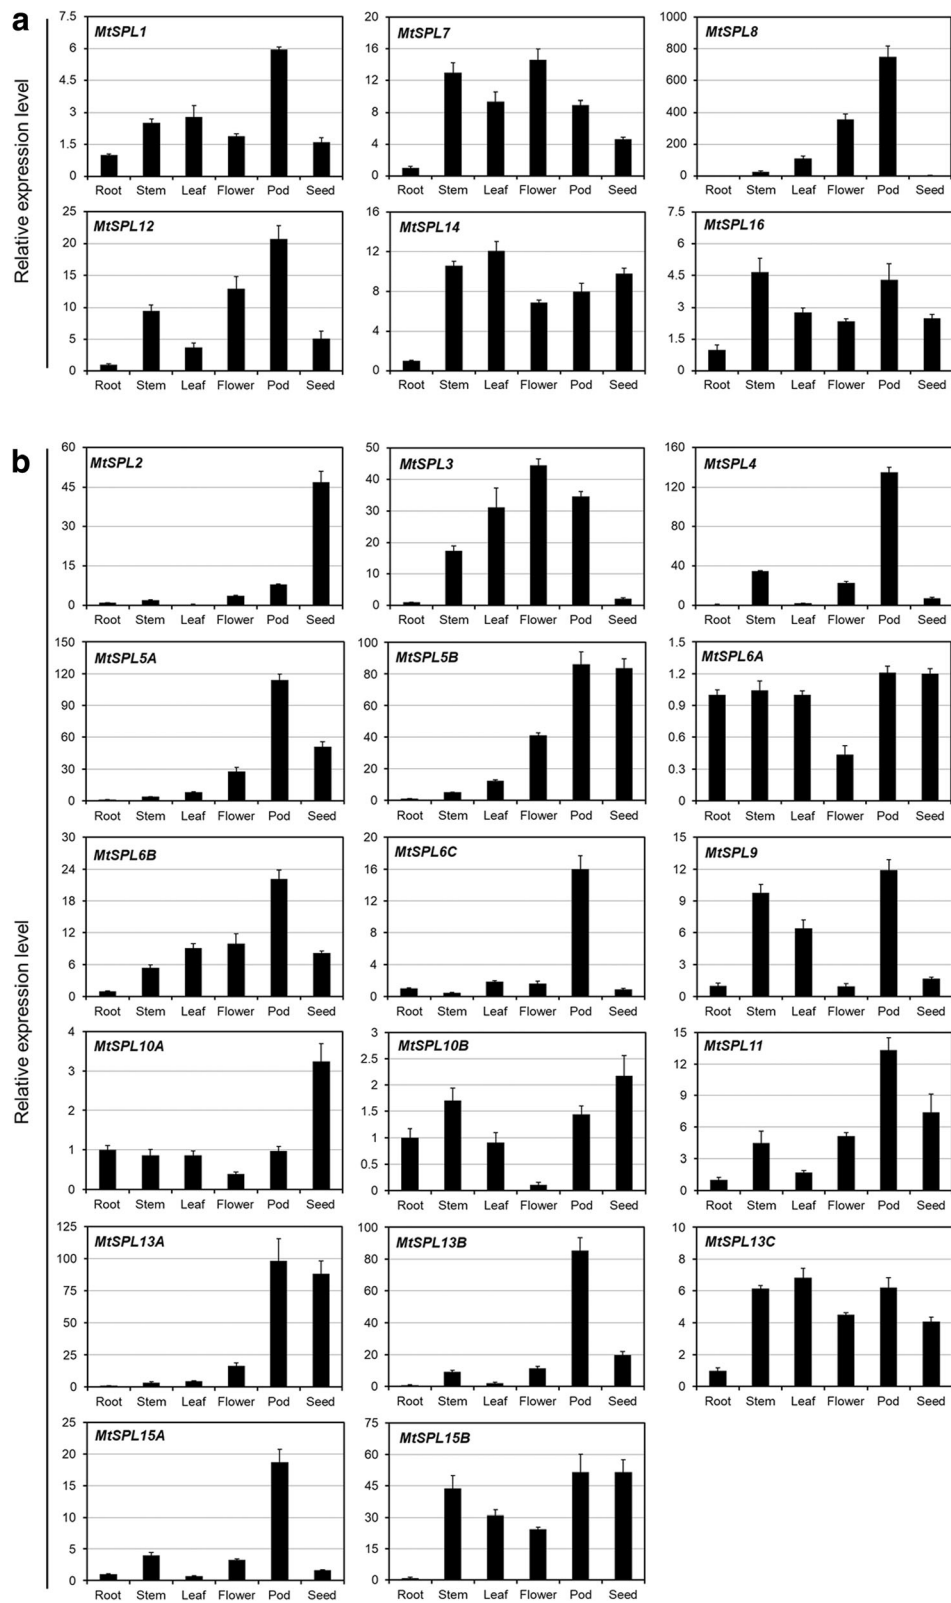 a
Relative expression level
MtSPL1
7.5
6
4.5
3
1.5
0
Root Stem Leaf Flower Pod Seed
MtSPL7
20
16
12
8
4
0
Root Stem Leaf Flower Pod Seed
MtSPL8
1000
800
600
400
200
0
Root Stem Leaf Flower Pod Seed
MtSPL12
25
20
15
10
5
0
Root Stem Leaf Flower Pod Seed
MtSPL14
16
12
8
4
0
Root Stem Leaf Flower Pod Seed
MtSPL16
7.5
6
4.5
3
1.5
0
Root Stem Leaf Flower Pod Seed
b
Relative expression level
MtSPL2
60
45
30
15
0
Root Stem Leaf Flower Pod Seed
MtSPL3
50
40
30
20
10
0
Root Stem Leaf Flower Pod Seed
MtSPL4
160
120
80
40
0
Root Stem Leaf Flower Pod Seed
MtSPL5A
150
120
90
60
30
0
Root Stem Leaf Flower Pod Seed
MtSPL5B
100
80
60
40
20
0
Root Stem Leaf Flower Pod Seed
MtSPL6A
1.5
1.2
0.9
0.6
0.3
0
Root Stem Leaf Flower Pod Seed
MtSPL6B
30
24
18
12
6
0
Root Stem Leaf Flower Pod Seed
MtSPL6C
20
16
12
8
4
0
Root Stem Leaf Flower Pod Seed
MtSPL9
15
12
9
6
3
0
Root Stem Leaf Flower Pod Seed
MtSPL10A
4
3
2
1
0
Root Stem Leaf Flower Pod Seed
MtSPL10B
3
2.5
2
1.5
1
0.5
0
Root Stem Leaf Flower Pod Seed
MtSPL11
15
12
9
6
3
0
Root Stem Leaf Flower Pod Seed
MtSPL13A
125
100
75
50
25
0
Root Stem Leaf Flower Pod Seed
MtSPL13B
100
80
60
40
20
0
Root Stem Leaf Flower Pod Seed
MtSPL13C
10
8
6
4
2
0
Root Stem Leaf Flower Pod Seed
MtSPL15A
25
20
15
10
5
0
Root Stem Leaf Flower Pod Seed
MtSPL15B
75
60
45
30
15
0
Root Stem Leaf Flower Pod Seed